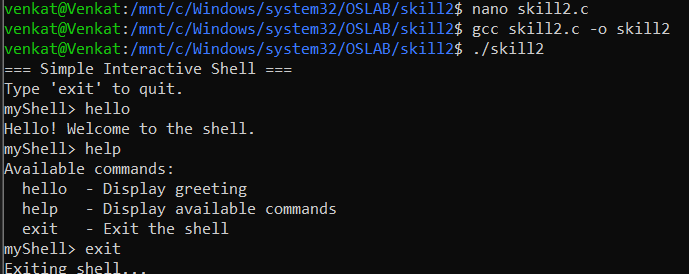 venkat@Venkat:/mnt/c/Windows/system32/OSLAB/skill2$ nano skill2.c
venkat@Venkat:/mnt/c/Windows/system32/OSLAB/skill2$ gcc skill2.c -o skill2
venkat@Venkat:/mnt/c/Windows/system32/OSLAB/skill2$ ./skill2
=== Simple Interactive Shell ===
Type 'exit' to quit.
myShell> hello
Hello! Welcome to the shell.
myShell> help
Available commands:
  hello  - Display greeting
  help   - Display available commands
  exit   - Exit the shell
myShell> exit
Exiting shell...